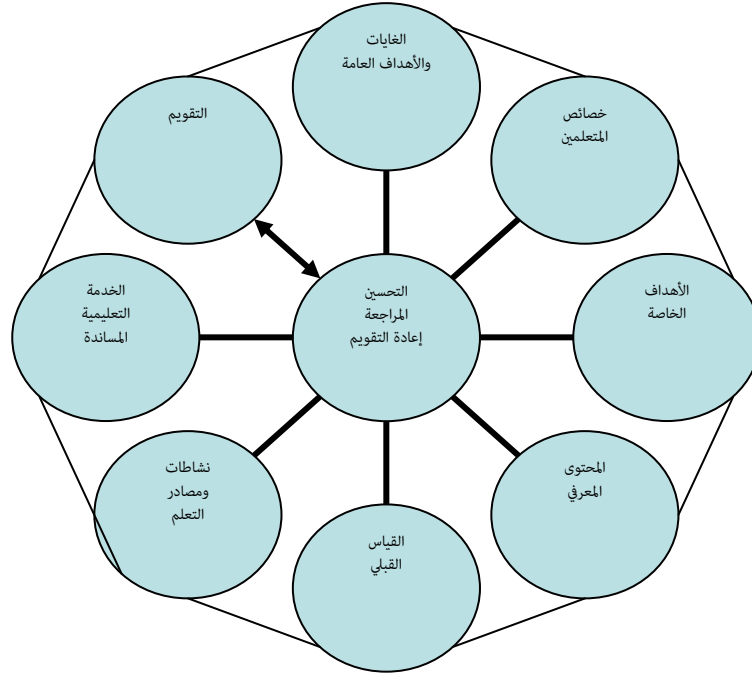 الغايات
والأهداف العامة
خصائص
المتعلمين
التقويم
الأهداف
الخاصة
التحسين
المراجعة
إعادة التقويم
الخدمة
التعليمية
المساندة
المحتوى
المعرفي
نشاطات
ومصادر
التعلم
القياس
القبلي